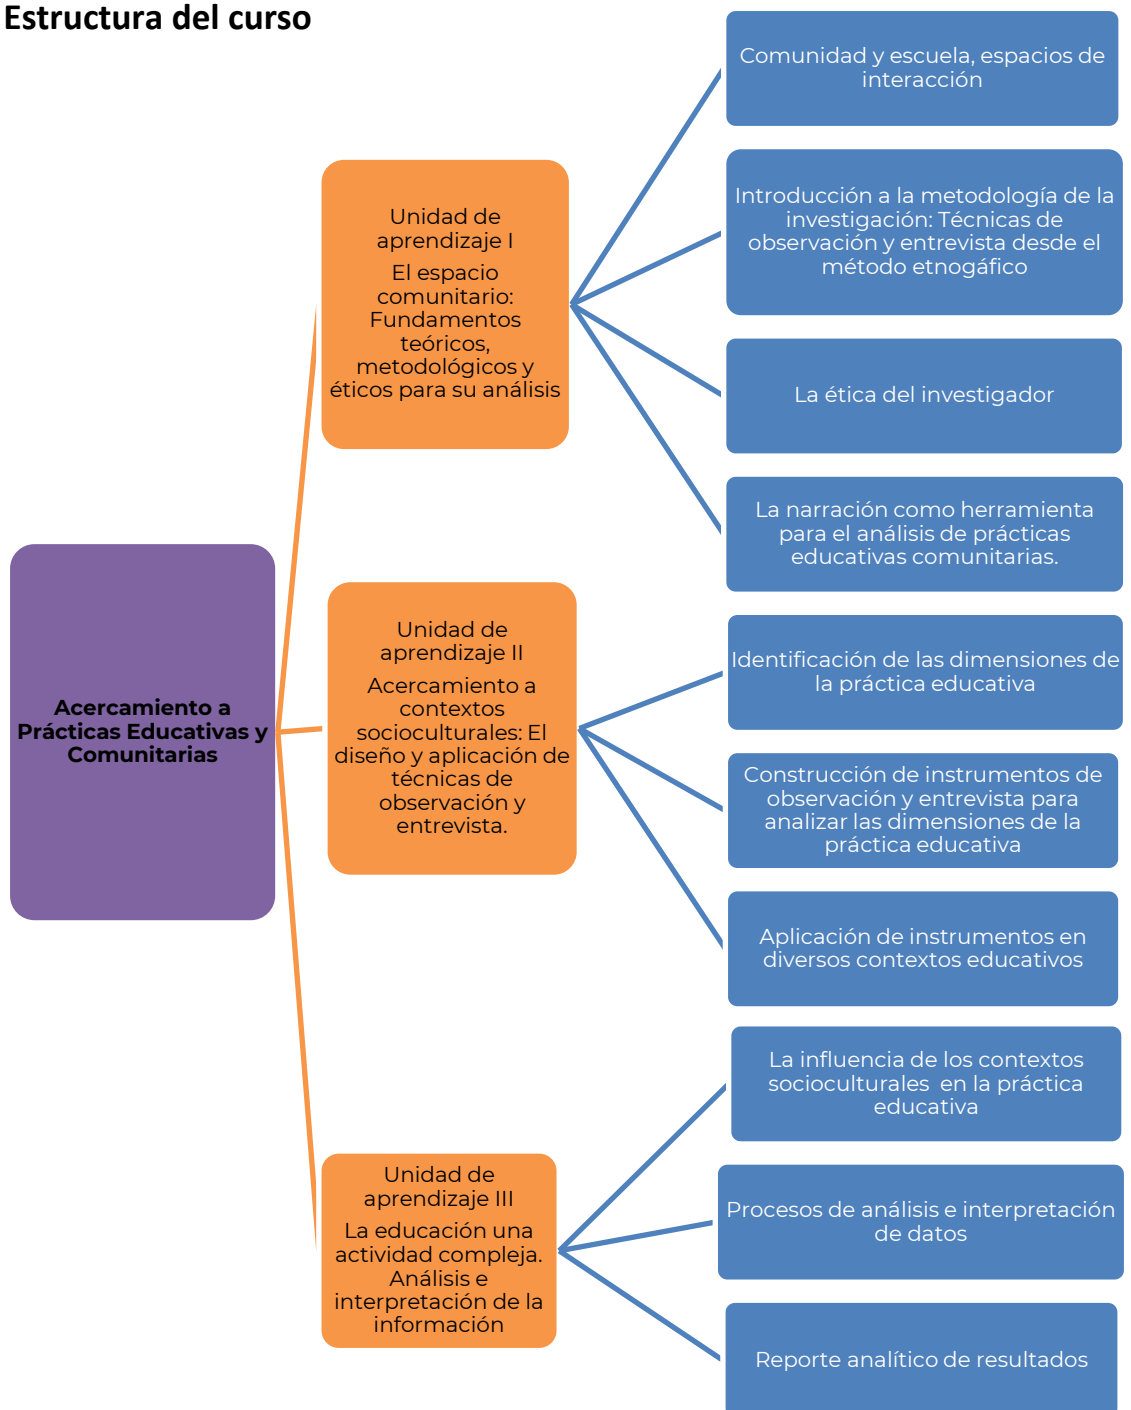 Estructura del curso
Acercamiento a
Prácticas Educativas y
Comunitarias
Unidad de
aprendizaje I
El espacio
comunitario:
Fundamentos
teóricos,
metodológicos y
éticos para su análisis
Comunidad y escuela, espacios de
interacción
Introducción a la metodología de la
investigación: Técnicas de
observación y entrevista desde el
método etnogáfico
La ética del investigador
La narración como herramienta
para el análisis de prácticas
educativas comunitarias.
Unidad de
aprendizaje II
Acercamiento a
contextos
socioculturales: El
diseño y aplicación de
técnicas de
observación y
entrevista.
Identificación de las dimensiones de
la práctica educativa
Construcción de instrumentos de
observación y entrevista para
analizar las dimensiones de la
práctica educativa
Aplicación de instrumentos en
diversos contextos educativos
Unidad de
aprendizaje III
La educación una
actividad compleja.
Análisis e
interpretación de la
información
La influencia de los contextos
socioculturales  en la práctica
educativa
Procesos de análisis e interpretación
de datos
Reporte analítico de resultados